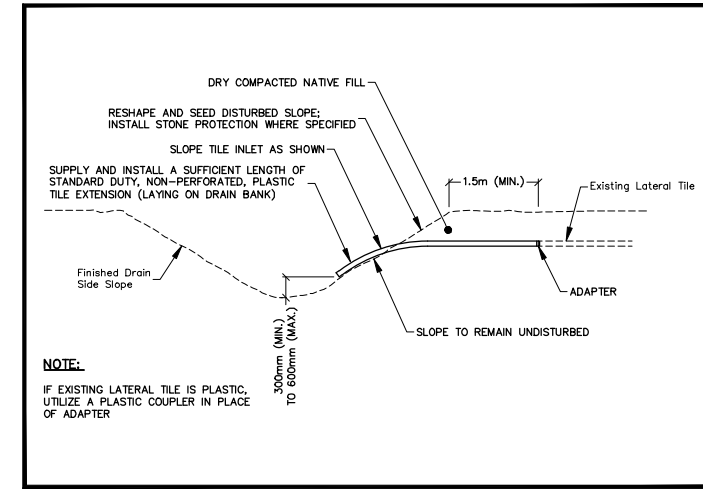 DRY COMPACTED NATIVE FILL
RESHAPE AND SEED DISTURBED SLOPE;
INSTALL STONE PROTECTION WHERE SPECIFIED
SLOPE TILE INLET AS SHOWN
SUPPLY AND INSTALL A SUFFICIENT LENGTH OF
STANDARD DUTY, NON-PERFORATED, PLASTIC
TILE EXTENSION (LAYING ON DRAIN BANK)
1.5m (MIN.)
Existing Lateral Tile
Finished Drain
Side Slope
ADAPTER
SLOPE TO REMAIN UNDISTURBED
300mm (MIN.)
TO 600mm (MAX.)
NOTE:
IF EXISTING LATERAL TILE IS PLASTIC,
UTILIZE A PLASTIC COUPLER IN PLACE
OF ADAPTER